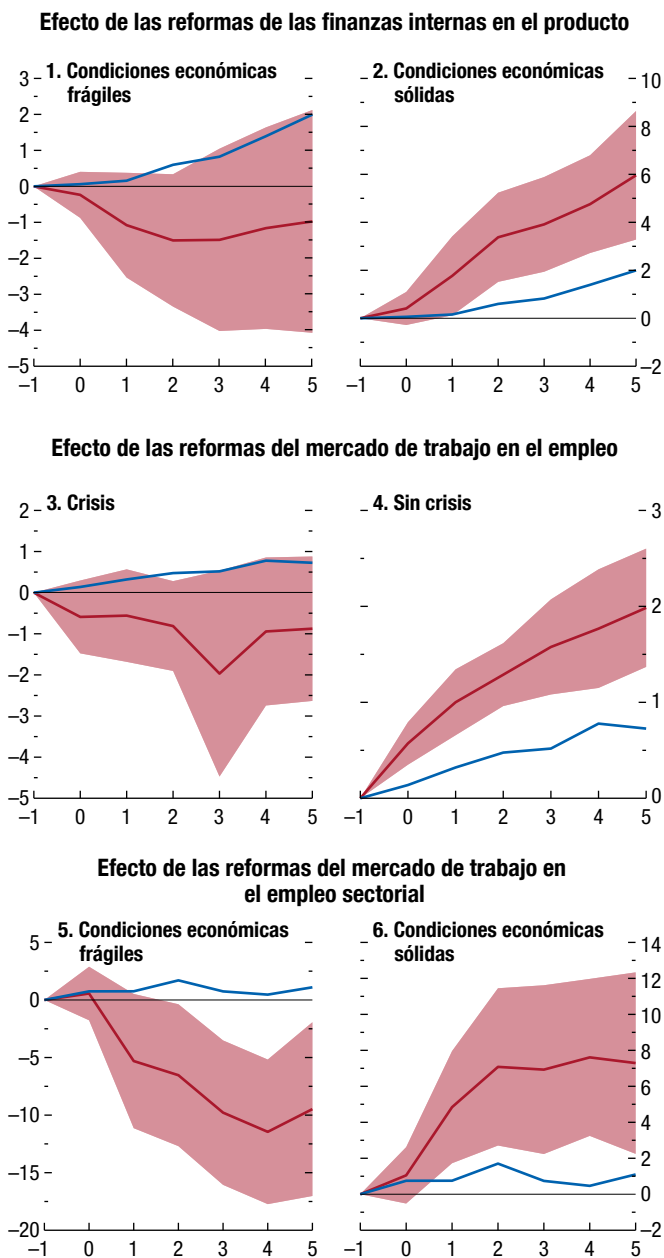 Efecto de las reformas de las finanzas internas en el producto
1. Condiciones económicas
frágiles
3
2
1
0
–1
–2
–3
–4
–5
–1 0 1 2 3 4 5
2. Condiciones económicas
sólidas
10
8
6
4
2
0
–2
–1 0 1 2 3 4 5
Efecto de las reformas del mercado de trabajo en el empleo
3. Crisis
2
1
0
–1
–2
–3
–4
–5
–1 0 1 2 3 4 5
4. Sin crisis
3
2
1
0
–1 0 1 2 3 4 5
Efecto de las reformas del mercado de trabajo en
el empleo sectorial
5. Condiciones económicas
frágiles
5
0
–5
–10
–15
–20
–1 0 1 2 3 4 5
6. Condiciones económicas
sólidas
14
12
10
8
6
4
2
0
–2
–1 0 1 2 3 4 5